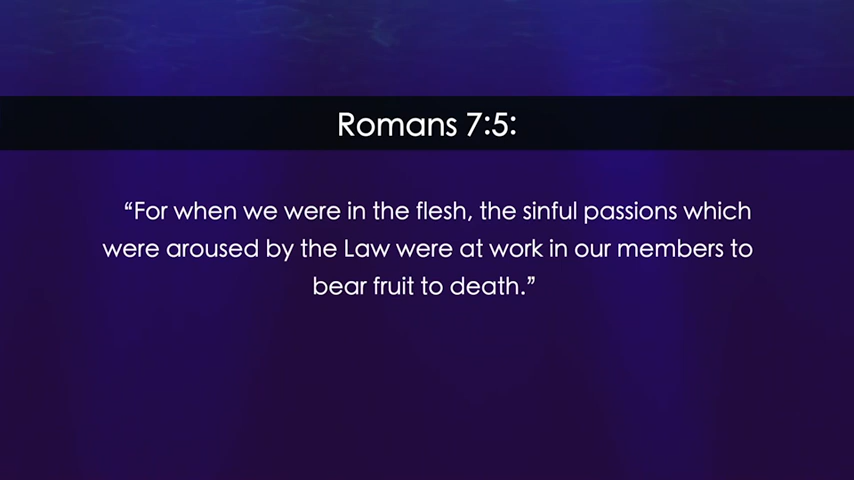 Romans 7:5:
“For when we were in the flesh, the sinful passions which
were aroused by the Law were at work in our members to
bear fruit to death.”